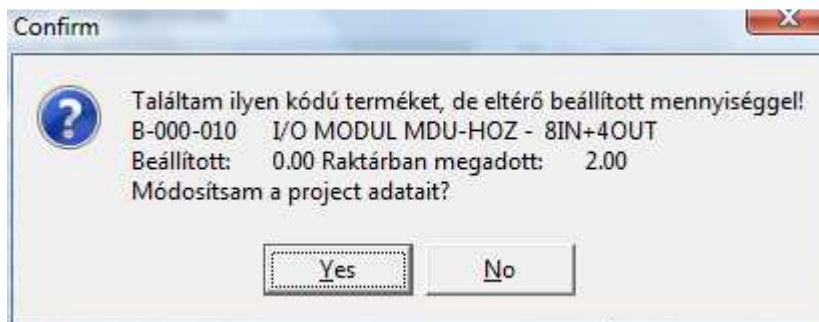 Confirm
Találtam ilyen kódú terméket, de eltérő beállított mennyiséggel!
B-000-010 I/O MODUL MDU-HOZ - 8IN+4OUT
Beállított: 0.00 Raktárban megadott: 2.00
Módosítsam a project adatait?
Yes No